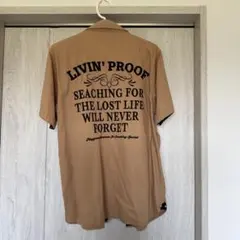 LIVIN' PROOF
SEACHING FOR
THE LOST LIFE
WILL NEVER
FORGET